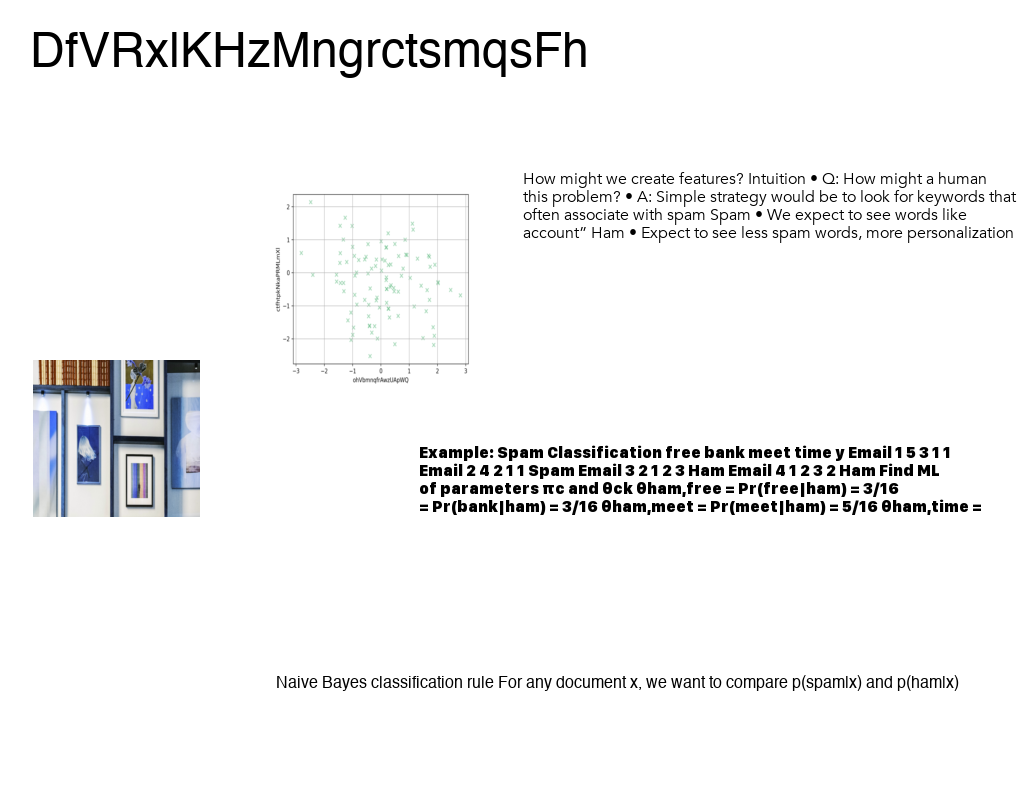 DfVRxlKHzMngrctsmqsFh
How might we create features? Intuition • Q: How might a human
this problem? • A: Simple strategy would be to look for keywords that
often associate with spam Spam • We expect to see words like
account” Ham • Expect to see less spam words, more personalization
2
1
0
−1
−2
−3 −2 −1 0 1 2 3
Example: Spam Classification free bank meet time y Email 1 5 3 1 1
Email 2 4 2 1 1 Spam Email 3 2 1 2 3 Ham Email 4 1 2 3 2 Ham Find ML
of parameters πc and θck θham,free = Pr(free|ham) = 3/16
= Pr(bank|ham) = 3/16 θham,meet = Pr(meet|ham) = 5/16 θham,time =
Naive Bayes classification rule For any document x, we want to compare p(spam|x) and p(ham|x)